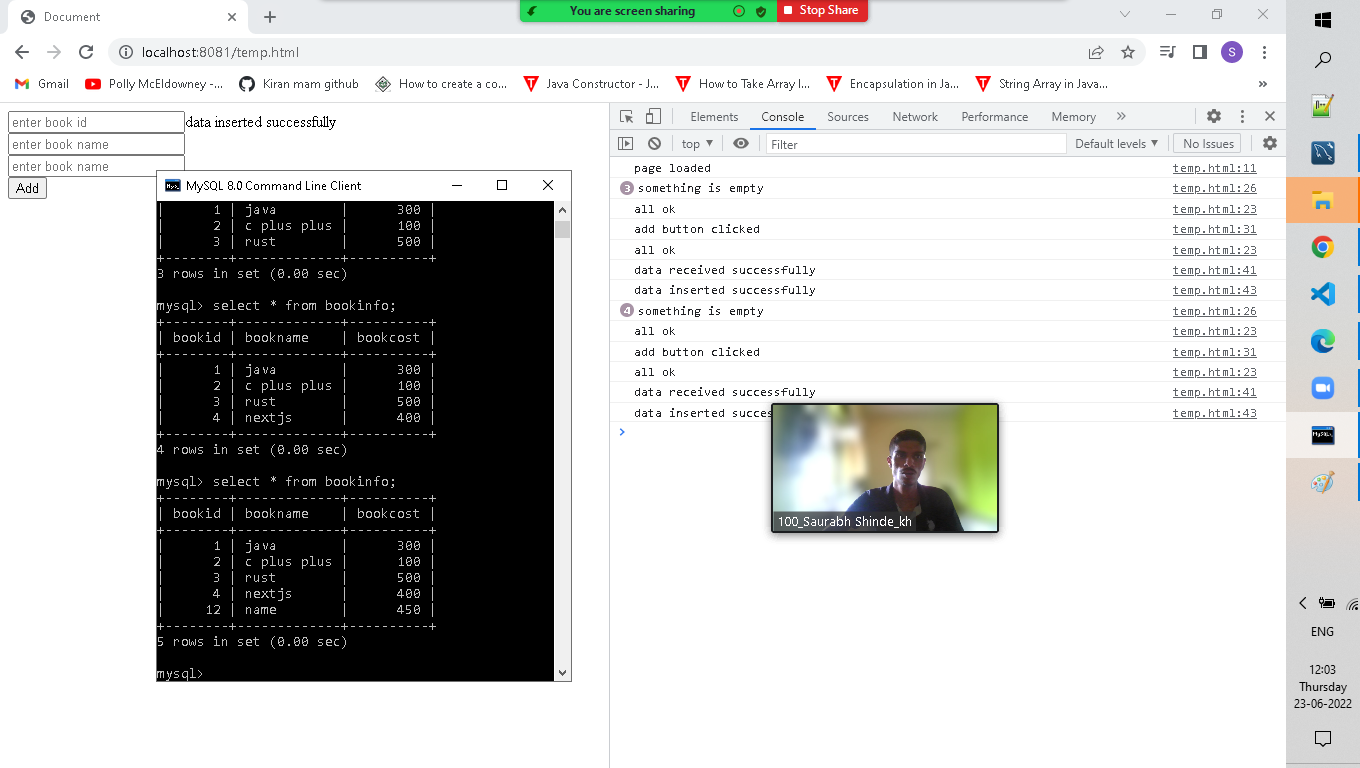 Document
You are screen sharing
Stop Share
localhost:8081/temp.html
S
Gmail
Polly McEldowney -...
Kiran mam github
How to create a co...
Java Constructor - J...
How to Take Array I...
Encapsulation in Ja...
String Array in Java...
»
enter book id
data inserted successfully
enter book name
enter book name
Add
Elements Console Sources Network Performance Memory »
top ▼ Filter Default levels ▼ No Issues
page loaded temp.html:11
3 something is empty temp.html:26
all ok temp.html:23
add button clicked temp.html:31
all ok temp.html:23
data received successfully temp.html:41
data inserted successfully temp.html:43
4 something is empty temp.html:26
all ok temp.html:23
add button clicked temp.html:31
all ok temp.html:23
data received successfully temp.html:41
data inserted succes temp.html:43
>
100_Saurabh Shinde_kh
MySQL 8.0 Command Line Client
| 1 | java | 300 |
| 2 | c plus plus | 100 |
| 3 | rust | 500 |
+--------+-------------+----------+
3 rows in set (0.00 sec)
mysql> select * from bookinfo;
+--------+-------------+----------+
| bookid | bookname | bookcost |
+--------+-------------+----------+
| 1 | java | 300 |
| 2 | c plus plus | 100 |
| 3 | rust | 500 |
| 4 | nextjs | 400 |
+--------+-------------+----------+
4 rows in set (0.00 sec)
mysql> select * from bookinfo;
+--------+-------------+----------+
| bookid | bookname | bookcost |
+--------+-------------+----------+
| 1 | java | 300 |
| 2 | c plus plus | 100 |
| 3 | rust | 500 |
| 4 | nextjs | 400 |
| 12 | name | 450 |
+--------+-------------+----------+
5 rows in set (0.00 sec)
mysql>
ENG
12:03
Thursday
23-06-2022